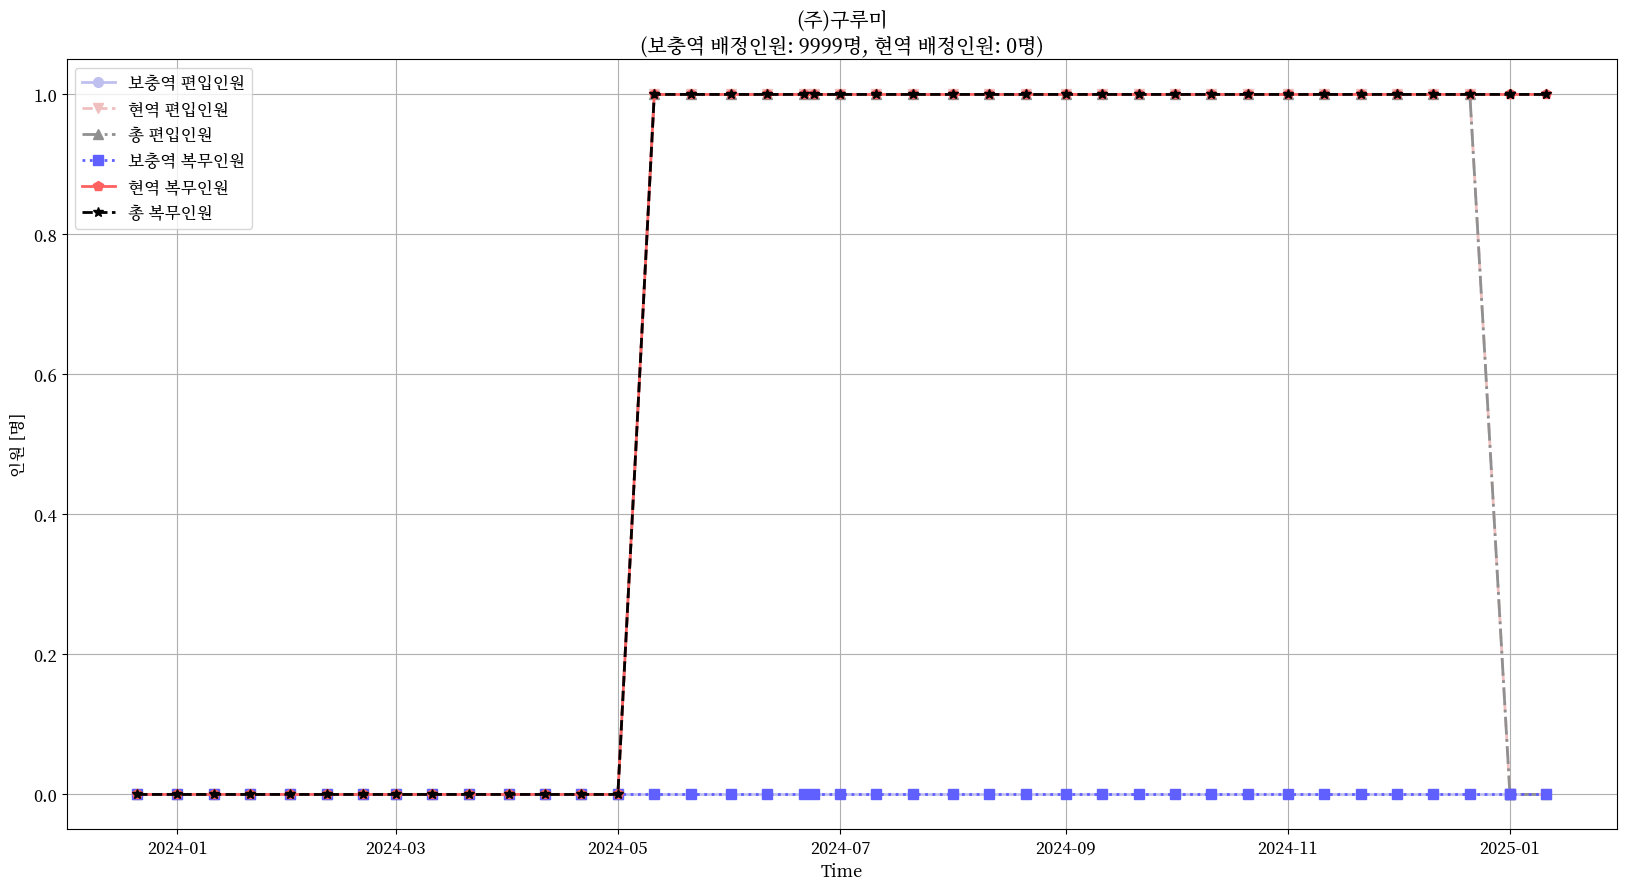 (주)구루미
(보충역 배정인원: 9999명, 현역 배정인원: 0명)
보충역 편입인원
현역 편입인원
총 편입인원
보충역 복무인원
현역 복무인원
총 복무인원
1.0
0.8
0.6
0.4
0.2
0.0
인원 [명]
2024-01
2024-03
2024-05
2024-07
2024-09
2024-11
2025-01
Time